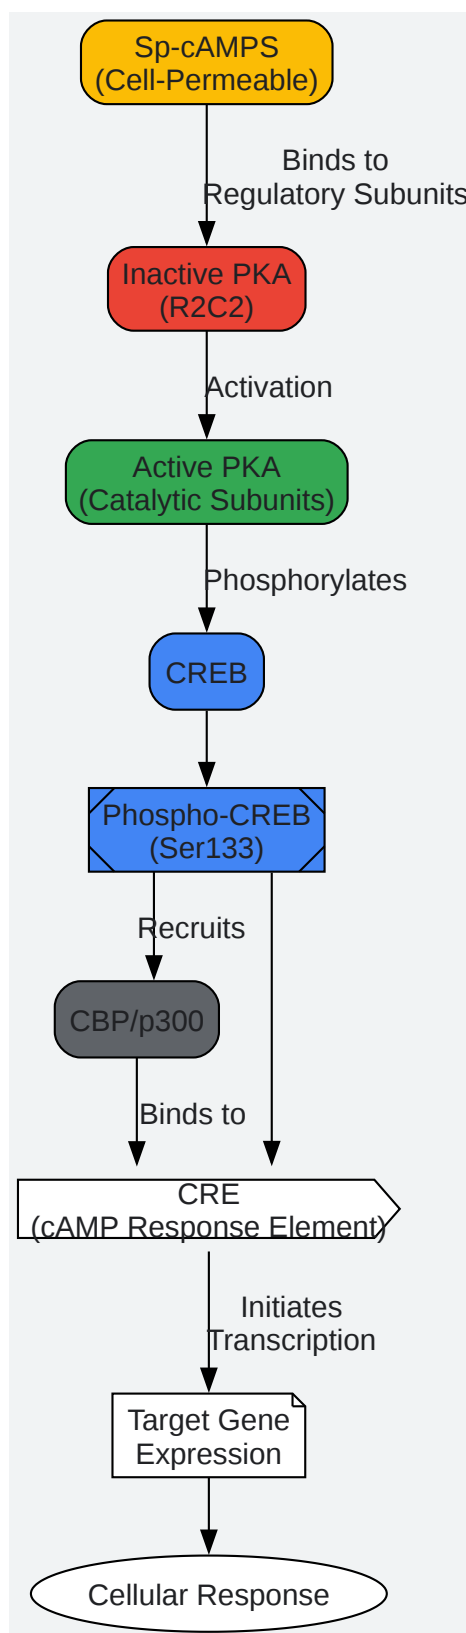 Sp-cAMPS
(Cell-Permeable)
Binds to
Regulatory Subunits
Inactive PKA
(R2C2)
Activation
Active PKA
(Catalytic Subunits)
Phosphorylates
CREB
Phospho-CREB
(Ser133)
Recruits
CBP/p300
Binds to
CRE
(cAMP Response Element)
Initiates
Transcription
Target Gene
Expression
Cellular Response